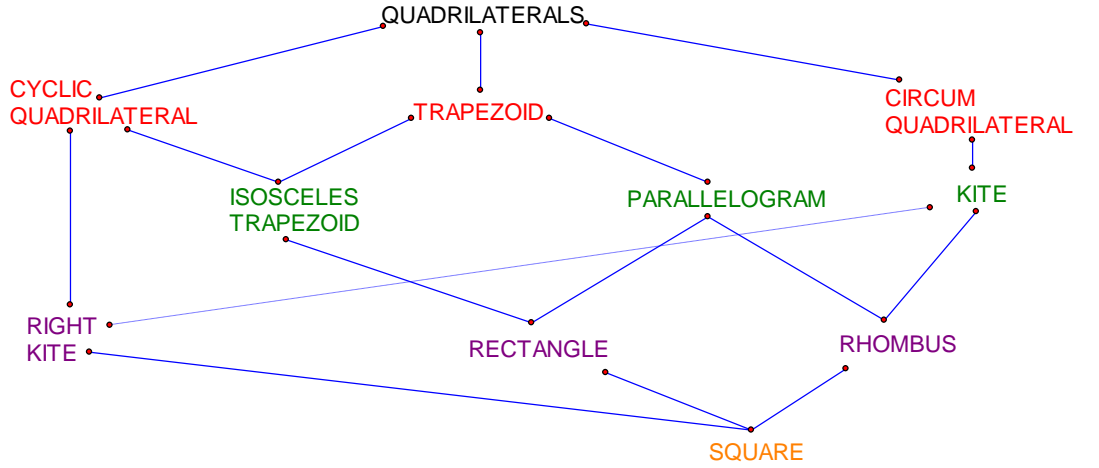 QUADRILATERALS
CYCLIC
QUADRILATERAL
TRAPEZOID
CIRCUM
QUADRILATERAL
ISOSCELES
TRAPEZOID
PARALLELOGRAM
KITE
RIGHT
KITE
RECTANGLE
RHOMBUS
SQUARE